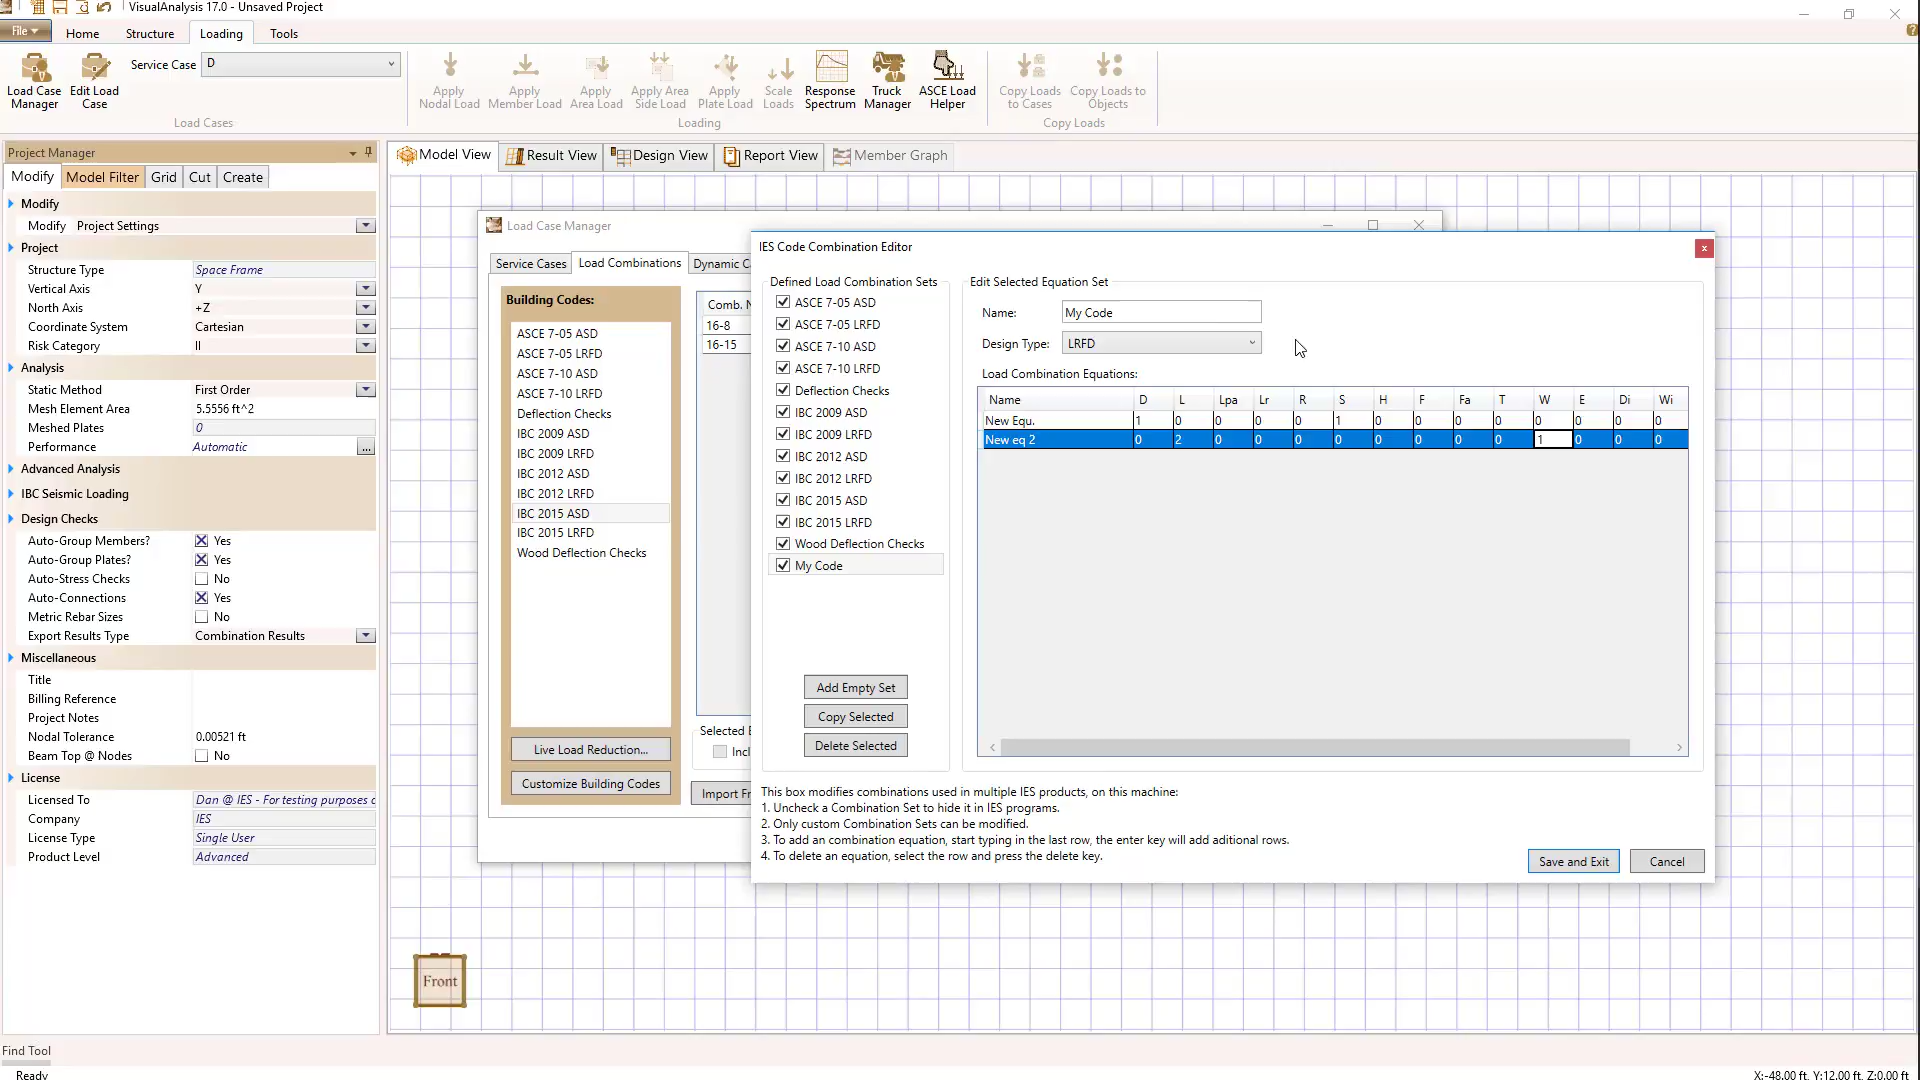 VisualAnalysis 17.0 - Unsaved Project
File
Home
Structure
Loading
Tools
Load Case
Manager
Edit Load
Case
Service Case
D
Load Cases
Apply
Nodal Load
Apply
Member Load
Apply
Area Load
Apply Area
Side Load
Apply
Plate Load
Scale
Loads
Response
Spectrum
Truck
Manager
ASCE Load
Helper
Loading
Copy Loads
to Cases
Copy Loads to
Objects
Copy Loads
Project Manager
Modify
Model Filter
Grid
Cut
Create
Modify
Modify Project Settings
Project
Structure Type Space Frame
Vertical Axis Y
North Axis +Z
Coordinate System Cartesian
Risk Category II
Analysis
Static Method First Order
Mesh Element Area 5.5556 ft^2
Meshed Plates 0
Performance Automatic ...
Advanced Analysis
IBC Seismic Loading
Design Checks
Auto-Group Members? Yes
Auto-Group Plates? Yes
Auto-Stress Checks No
Auto-Connections Yes
Metric Rebar Sizes No
Export Results Type Combination Results
Miscellaneous
Title
Billing Reference
Project Notes
Nodal Tolerance 0.00521 ft
Beam Top @ Nodes No
License
Licensed To Dan @ IES - For testing purposes
Company IES
License Type Single User
Product Level Advanced
Find Tool
Ready
Model View
Result View
Design View
Report View
Member Graph
Load Case Manager
Service Cases
Load Combinations
Dynamic C
Building Codes:
ASCE 7-05 ASD
ASCE 7-05 LRFD
ASCE 7-10 ASD
ASCE 7-10 LRFD
Deflection Checks
IBC 2009 ASD
IBC 2009 LRFD
IBC 2012 ASD
IBC 2012 LRFD
IBC 2015 ASD
IBC 2015 LRFD
Wood Deflection Checks
Live Load Reduction...
Customize Building Codes
Comb. N
16-8
16-15
Selected
Incl
Import Fr
IES Code Combination Editor
x
Defined Load Combination Sets
ASCE 7-05 ASD
ASCE 7-05 LRFD
ASCE 7-10 ASD
ASCE 7-10 LRFD
Deflection Checks
IBC 2009 ASD
IBC 2009 LRFD
IBC 2012 ASD
IBC 2012 LRFD
IBC 2015 ASD
IBC 2015 LRFD
Wood Deflection Checks
My Code
Add Empty Set
Copy Selected
Delete Selected
Edit Selected Equation Set
Name: My Code
Design Type: LRFD
Load Combination Equations:
Name D L Lpa Lr R S H F Fa T W E Di Wi
New Equ. 1 0 0 0 0 1 0 0 0 0 0 0 0 0
New eq 2 0 2 0 0 0 0 0 0 0 0 1 0 0 0
This box modifies combinations used in multiple IES products, on this machine:
1. Uncheck a Combination Set to hide it in IES programs.
2. Only custom Combination Sets can be modified.
3. To add an combination equation, start typing in the last row, the enter key will add aditional rows.
4. To delete an equation, select the row and press the delete key.
Save and Exit
Cancel
Front
X:-48.00 ft, Y:12.00 ft, Z:0.00 ft